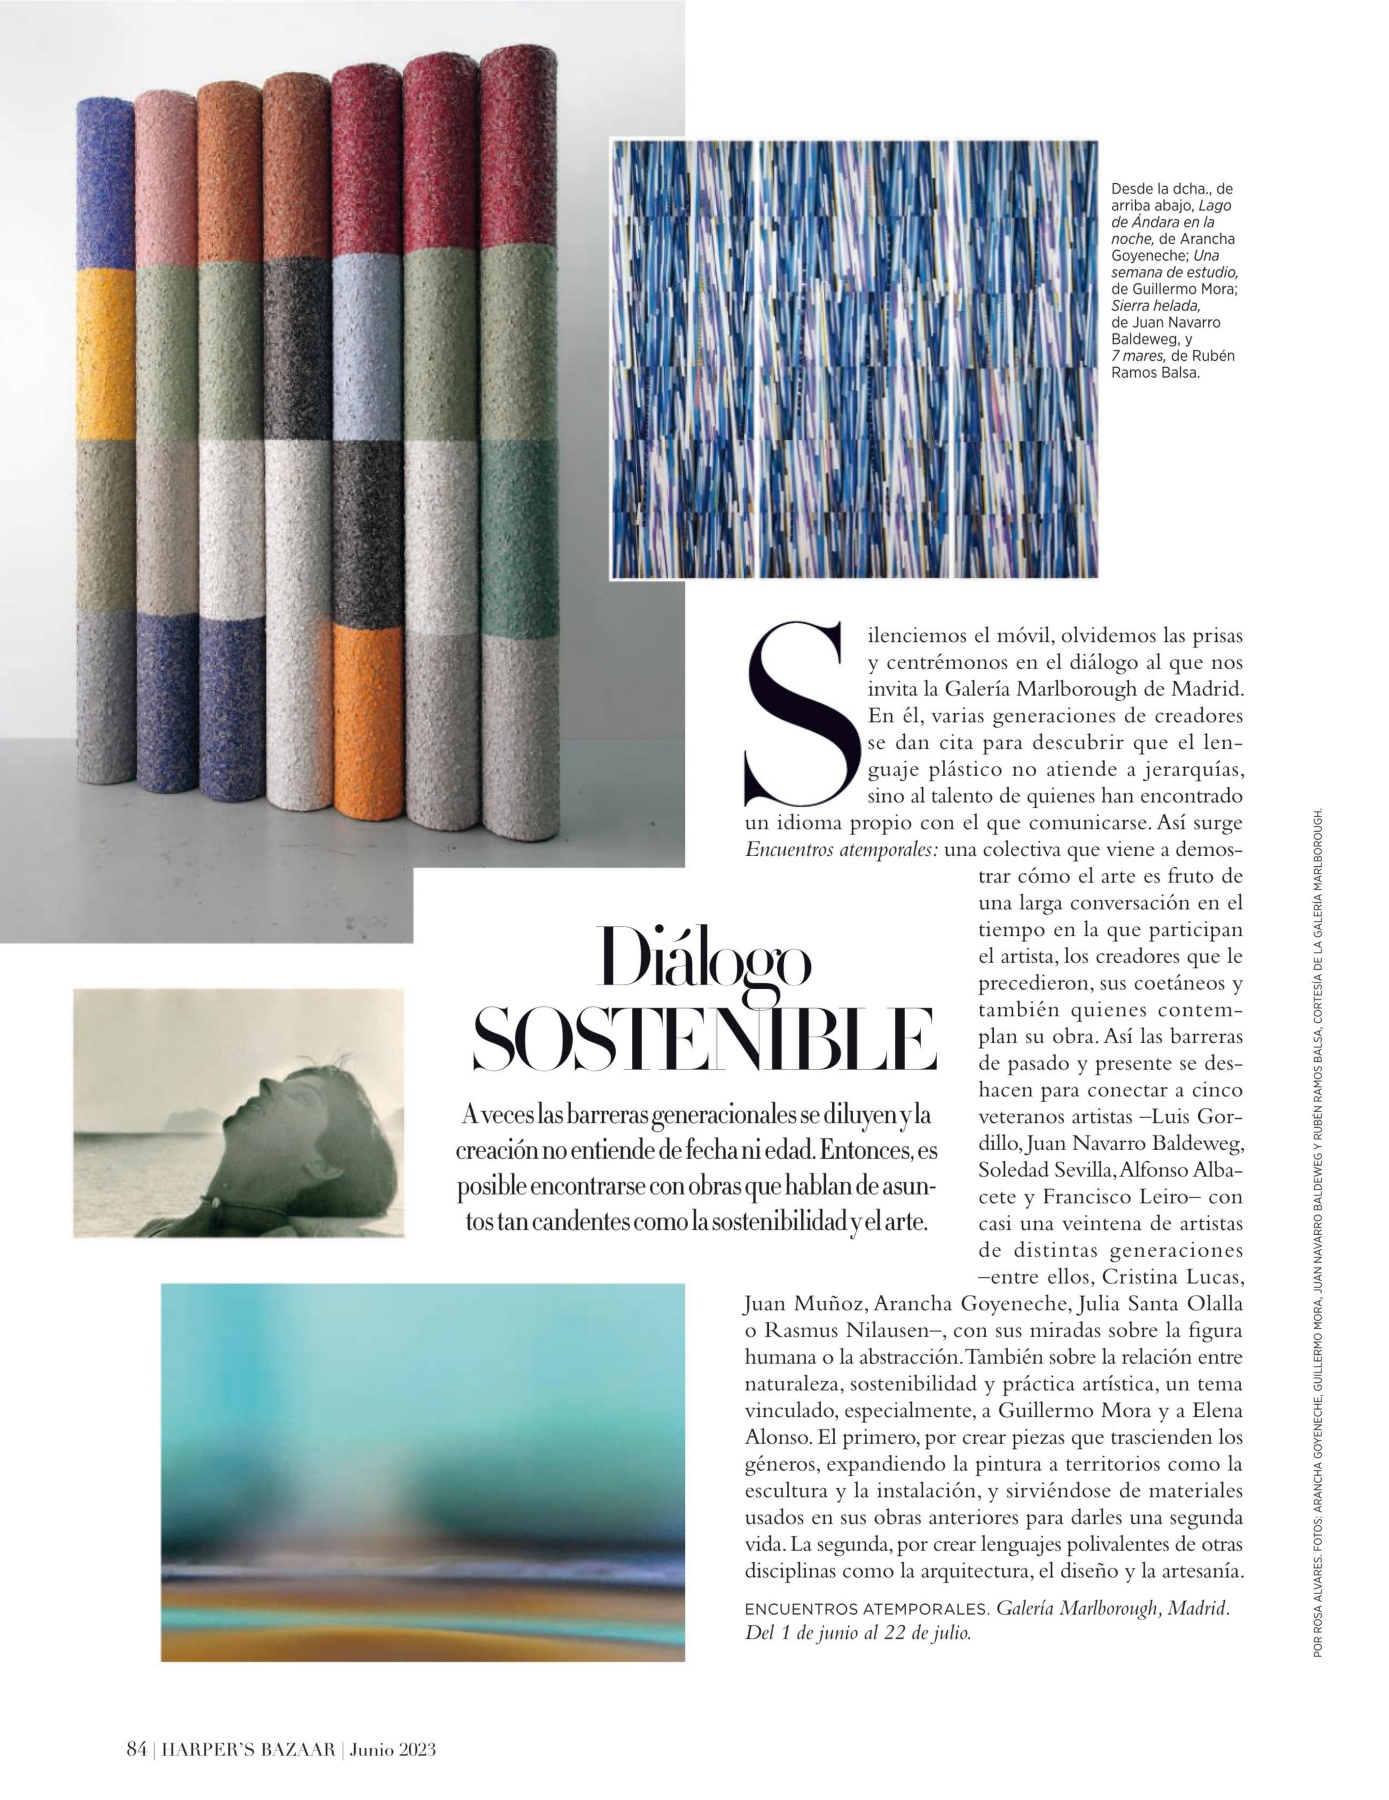 Desde la dcha., de
arriba abajo, Lago
de Ándara en la
noche, de Arancha
Goyeneche; Una
semana de estudio,
de Guillermo Mora;
Sierra helada,
de Juan Navarro
Baldeweg, y
7 mares, de Rubén
Ramos Balsa.
Silenciemos el móvil, olvidemos las prisas
y centrémonos en el diálogo al que nos
invita la Galería Marlborough de Madrid.
En él, varias generaciones de creadores
se dan cita para descubrir que el len-
guaje plástico no atiende a jerarquías,
sino al talento de quienes han encontrado
un idioma propio con el que comunicarse. Así surge
Encuentros atemporales: una colectiva que viene a demos-
trar cómo el arte es fruto de
una larga conversación en el
tiempo en la que participan
el artista, los creadores que le
precedieron, sus coetáneos y
también quienes contem-
plan su obra. Así las barreras
de pasado y presente se des-
hacen para conectar a cinco
veteranos artistas –Luis Gor-
dillo, Juan Navarro Baldeweg,
Soledad Sevilla, Alfonso Alba-
cete y Francisco Leiro– con
casi una veintena de artistas
de distintas generaciones
–entre ellos, Cristina Lucas,
Juan Muñoz, Arancha Goyeneche, Julia Santa Olalla
o Rasmus Nilausen–, con sus miradas sobre la figura
humana o la abstracción. También sobre la relación entre
naturaleza, sostenibilidad y práctica artística, un tema
vinculado, especialmente, a Guillermo Mora y a Elena
Alonso. El primero, por crear piezas que trascienden los
géneros, expandiendo la pintura a territorios como la
escultura y la instalación, y sirviéndose de materiales
usados en sus obras anteriores para darles una segunda
vida. La segunda, por crear lenguajes polivalentes de otras
disciplinas como la arquitectura, el diseño y la artesanía.
ENCUENTROS ATEMPORALES. Galería Marlborough, Madrid.
Del 1 de junio al 22 de julio.
Diálogo
SOSTENIBLE
A veces las barreras generacionales se diluyen y la
creación no entiende de fecha ni edad. Entonces, es
posible encontrarse con obras que hablan de asun-
tos tan candentes como la sostenibilidad y el arte.
POR ROSA ALVARES. FOTOS: ARANCHA GOYENECHE, GUILLERMO MORA, JUAN NAVARRO BALDEWEG Y RUBÉN RAMOS BALSA, CORTESÍA DE LA GALERÍA MARLBOROUGH.
84 | HARPER'S BAZAAR | Junio 2023